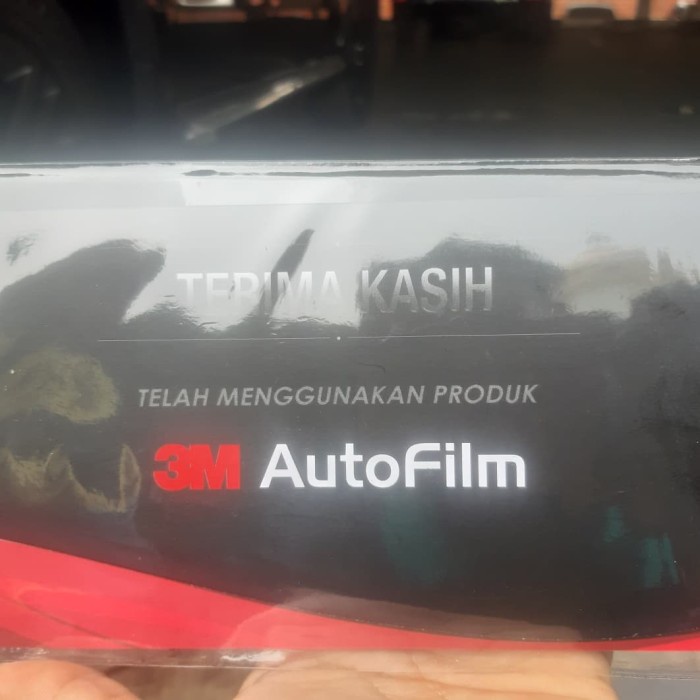 TERIMA KASIH
TELAH MENGGUNAKAN PRODUK
3M AutoFilm